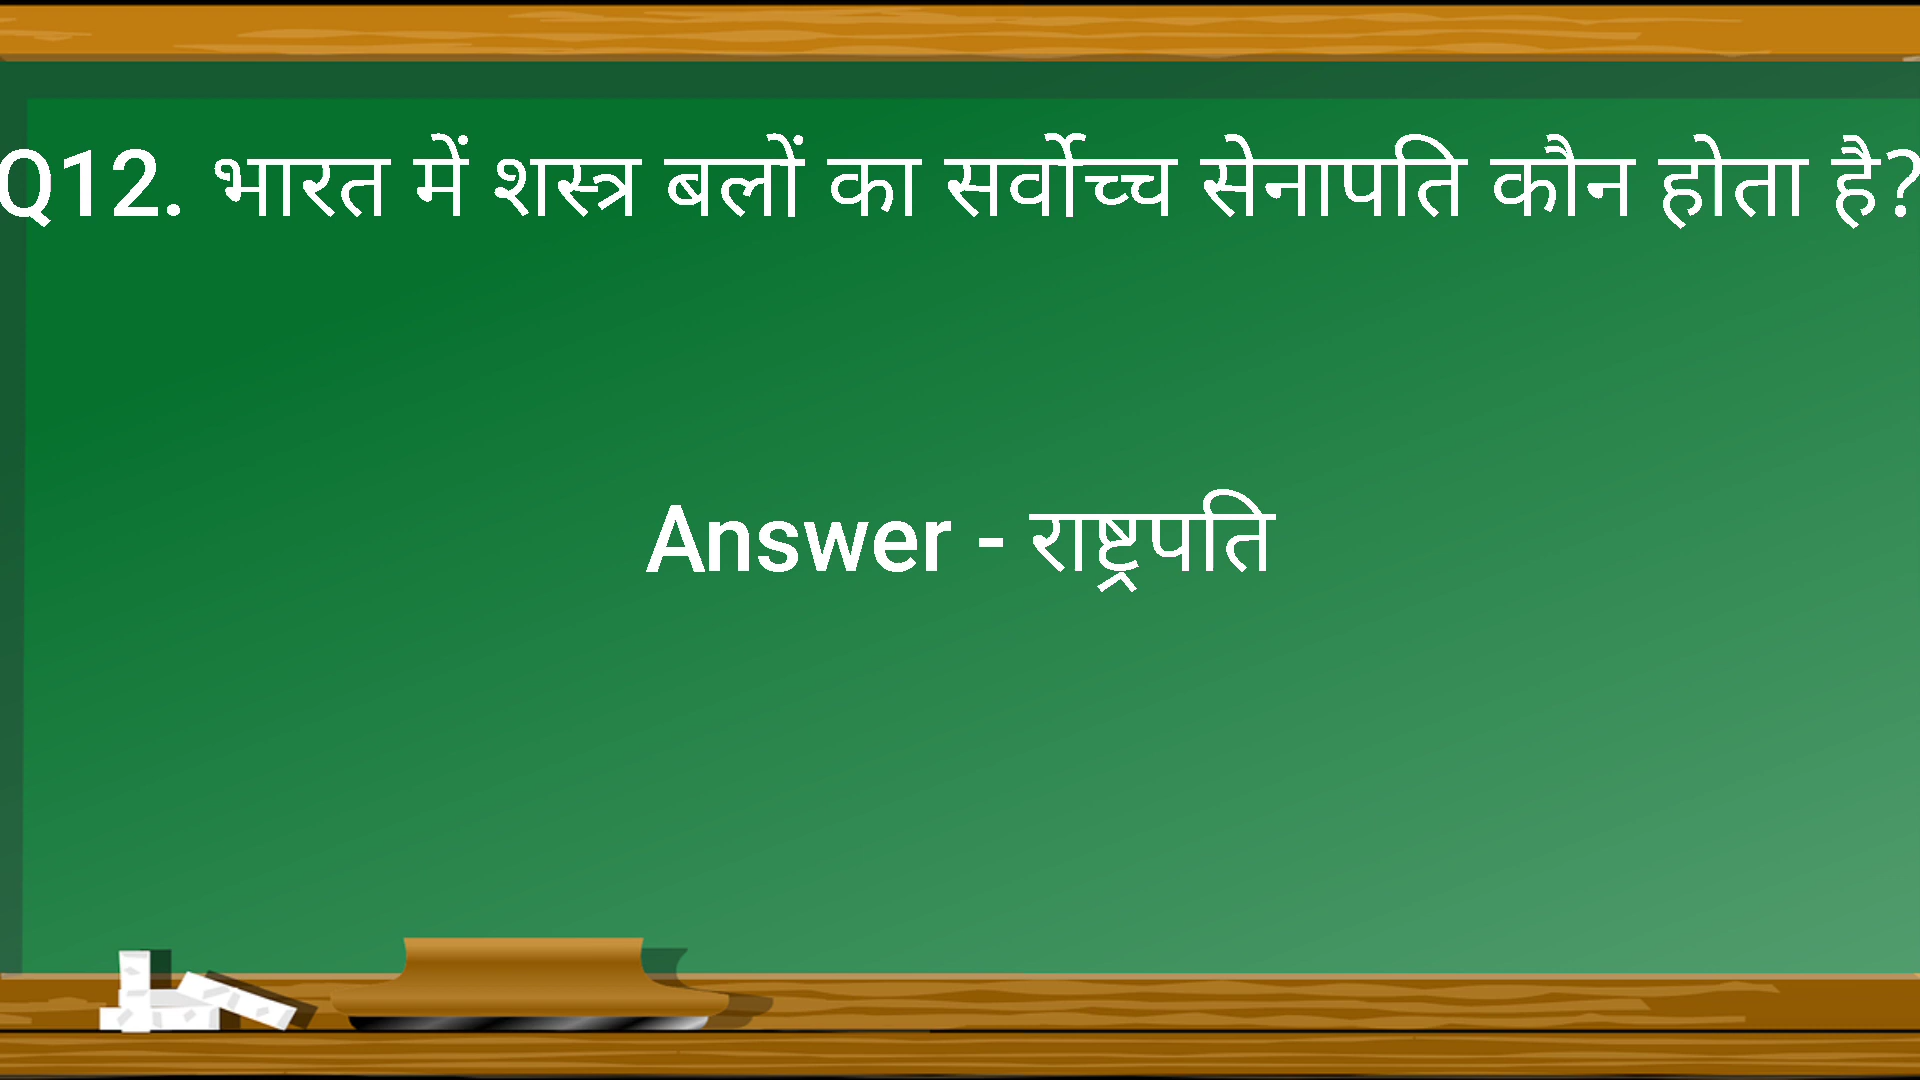 Q12. भारत में शस्त्र बलों का सर्वोच्च सेनापति कौन होता है?
Answer - राष्ट्रपति